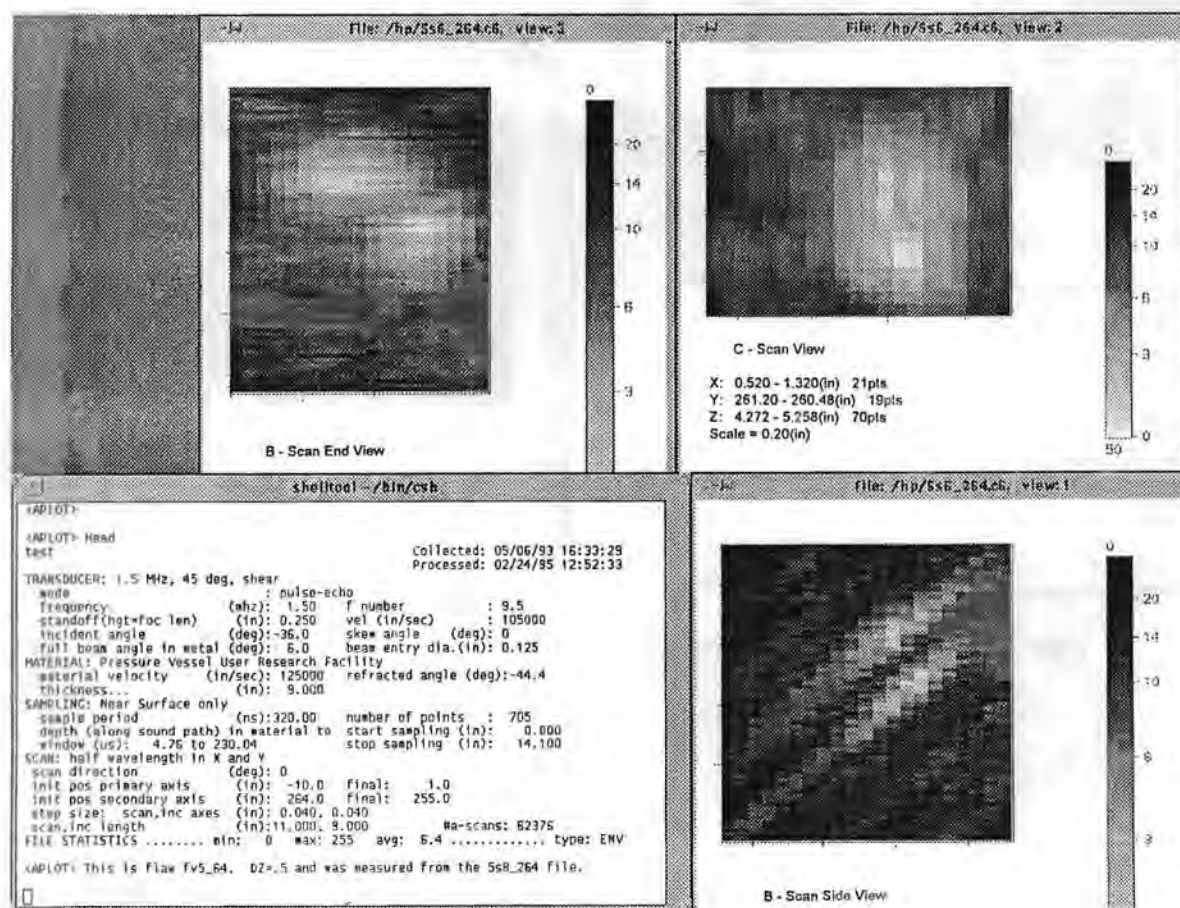 File: /hp/5s6_264.c6, view:3
0
20
14
10
6
3
B - Scan End View
File: /hp/5s6_264.c6, view:2
0
20
14
10
6
3
0
50
C - Scan View
X: 0.520 - 1.320(in) 21pts
Y: 261.20 - 260.48(in) 19pts
Z: 4.272 - 5.258(in) 70pts
Scale = 0.20(in)
shelltool - /bin/csh
<APLOT>
<APLOT> Head
test
Collected: 05/06/93 16:33:29
Processed: 02/24/95 12:52:33
TRANSDUCER: 1.5 MHz, 45 deg, shear
mode : pulse-echo
frequency (mhz): 1.50 f number : 9.5
standoff(hgt+foc len) (in): 0.250 vel (in/sec) : 105000
incident angle (deg):-36.0 skew angle (deg): 0
full beam angle in metal (deg): 6.0 beam entry dia.(in): 0.125
MATERIAL: Pressure Vessel User Research Facility
material velocity (in/sec): 125000 refracted angle (deg):-44.4
thickness... (in): 9.000
SAMPLING: Near Surface only
sample period (ns):320.00 number of points : 705
depth (along sound path) in material to start sampling (in): 0.000
window (us): 4.76 to 230.04 stop sampling (in): 14.100
SCAN: half wavelength in X and Y
scan direction (deg): 0
init pos primary axis (in): -10.0 final: 1.0
init pos secondary axis (in): 264.0 final: 255.0
step size: scan,inc axes (in): 0.040, 0.040
scan,inc length (in):11.000, 9.000 #a-scans: 62376
FILE STATISTICS ........ min: 0 max: 255 avg: 6.4 ............ type: ENV
<APLOT> This is flaw fv5_64. DZ=.5 and was measured from the 5s8_264 file.
File: /hp/5s6_264.c6, view:1
0
20
14
10
6
3
B - Scan Side View